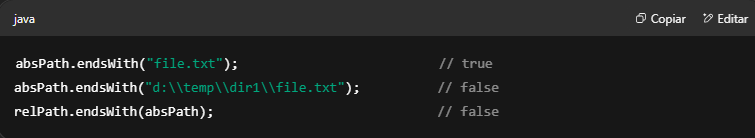 java Copiar Editar
absPath.endsWith("file.txt"); // true
absPath.endsWith("d:\\temp\\dir1\\file.txt"); // false
relPath.endsWith(absPath); // false